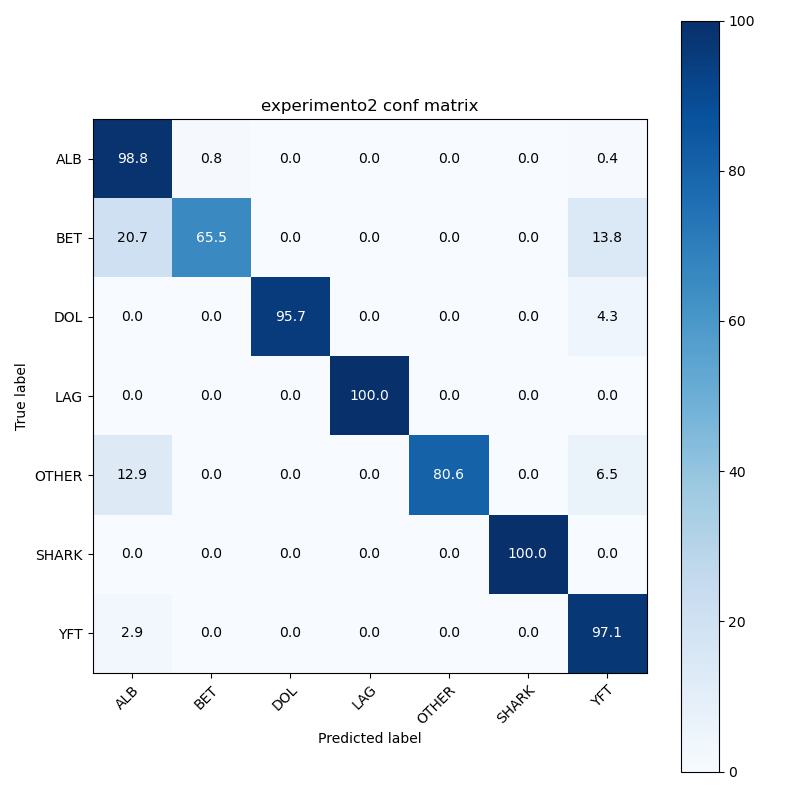 experimento2 conf matrix
100
80
60
40
20
0
True label
ALB 98.8 0.8 0.0 0.0 0.0 0.0 0.4
BET 20.7 65.5 0.0 0.0 0.0 0.0 13.8
DOL 0.0 0.0 95.7 0.0 0.0 0.0 4.3
LAG 0.0 0.0 0.0 100.0 0.0 0.0 0.0
OTHER 12.9 0.0 0.0 0.0 80.6 0.0 6.5
SHARK 0.0 0.0 0.0 0.0 0.0 100.0 0.0
YFT 2.9 0.0 0.0 0.0 0.0 0.0 97.1
ALB BET DOL LAG OTHER SHARK YFT
Predicted label